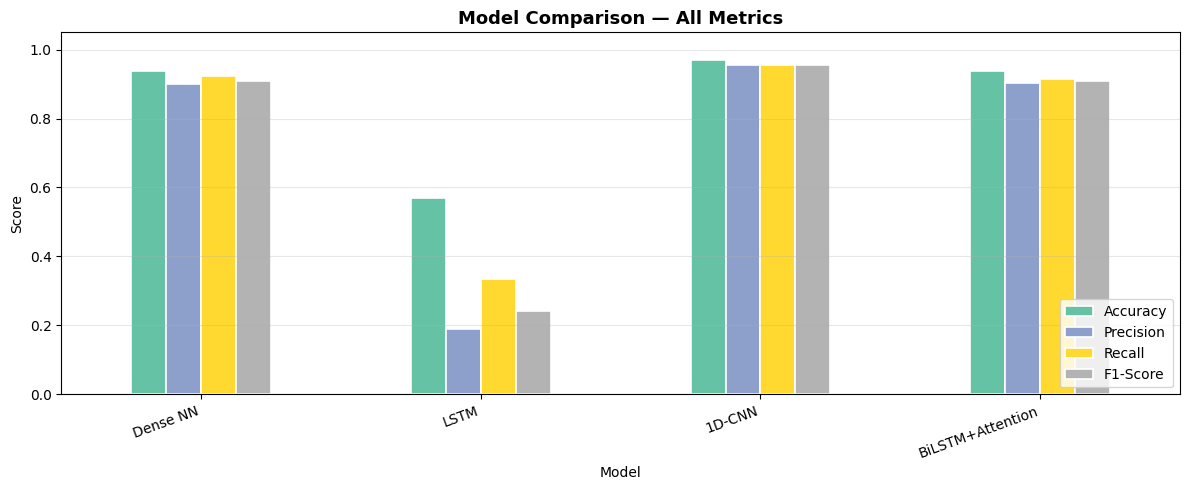 Model Comparison — All Metrics
Score
1.0
0.8
0.6
0.4
0.2
0.0
Accuracy
Precision
Recall
F1-Score
Dense NN
LSTM
1D-CNN
BiLSTM+Attention
Model